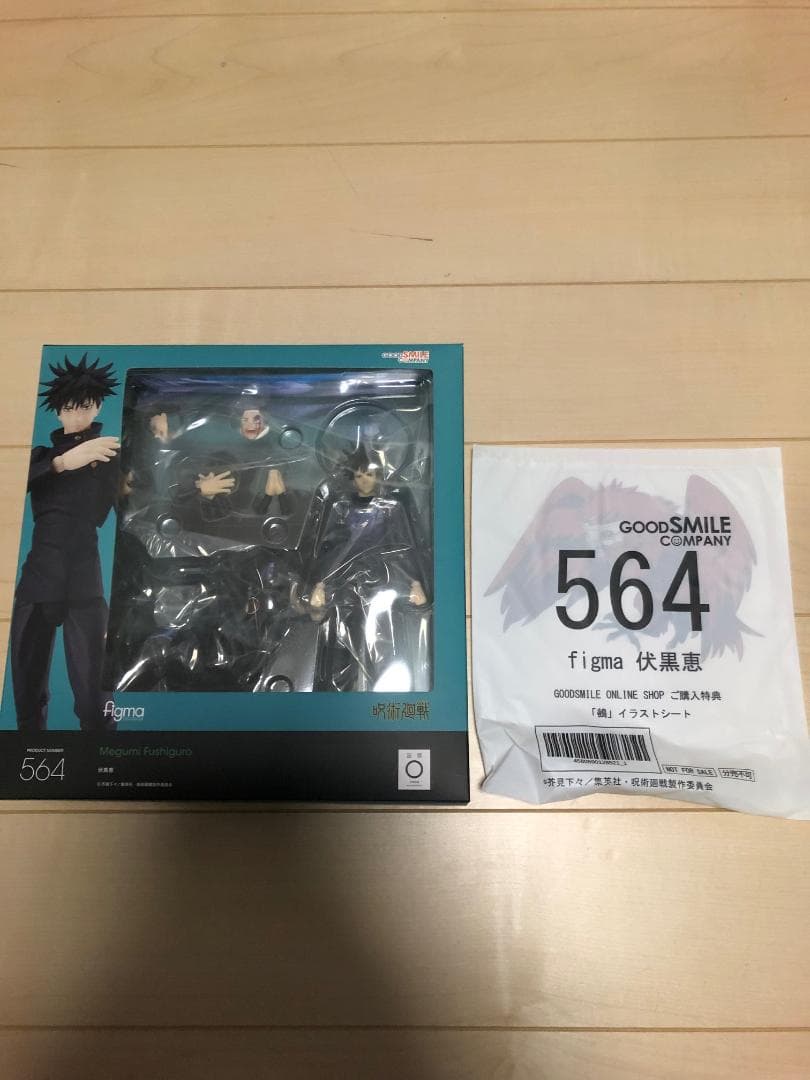 GOOD SMILE
COMPANY
figma
呪術廻戦
PRODUCT NUMBER
564
Megumi Fushiguro
伏黒恵
GOOD SMILE
COMPANY
564
figma 伏黒恵
GOODSMILE ONLINE SHOP ご購入特典
「鵺」イラストシート
NOT FOR SALE 分売不可
©芥見下々／集英社・呪術廻戦製作委員会